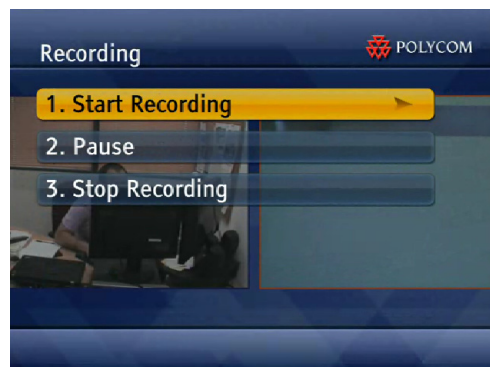 Recording
POLYCOM
1. Start Recording
2. Pause
3. Stop Recording